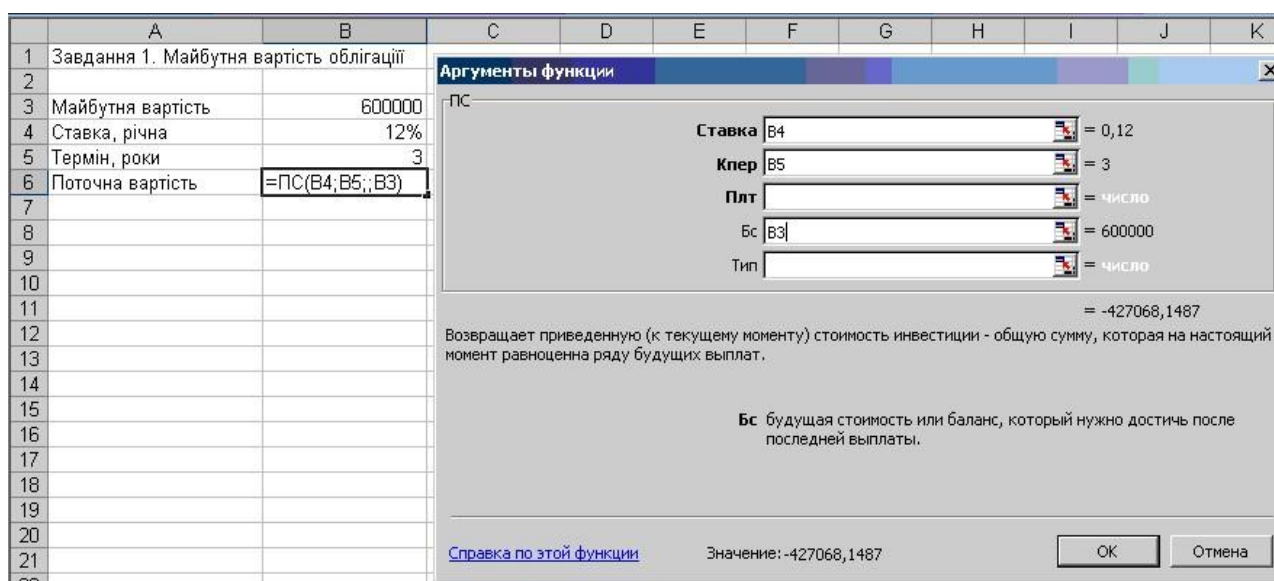 A B C D E F G H I J K
1 Завдання 1. Майбутня вартість облігаціїї
2
3 Майбутня вартість 600000
4 Ставка, річна 12%
5 Термін, роки 3
6 Поточна вартість =ПС(B4;B5;;B3)
7
8
9
10
11
12
13
14
15
16
17
18
19
20
21
Аргументы функции
ПС
Ставка B4 = 0,12
Кпер B5 = 3
Плт = число
Бс B3 = 600000
Тип = число
= -427068,1487
Возвращает приведенную (к текущему моменту) стоимость инвестиции - общую сумму, которая на настоящий
момент равноценна ряду будущих выплат.
Бс будущая стоимость или баланс, который нужно достичь после
последней выплаты.
Справка по этой функции Значение:-427068,1487 ОК Отмена